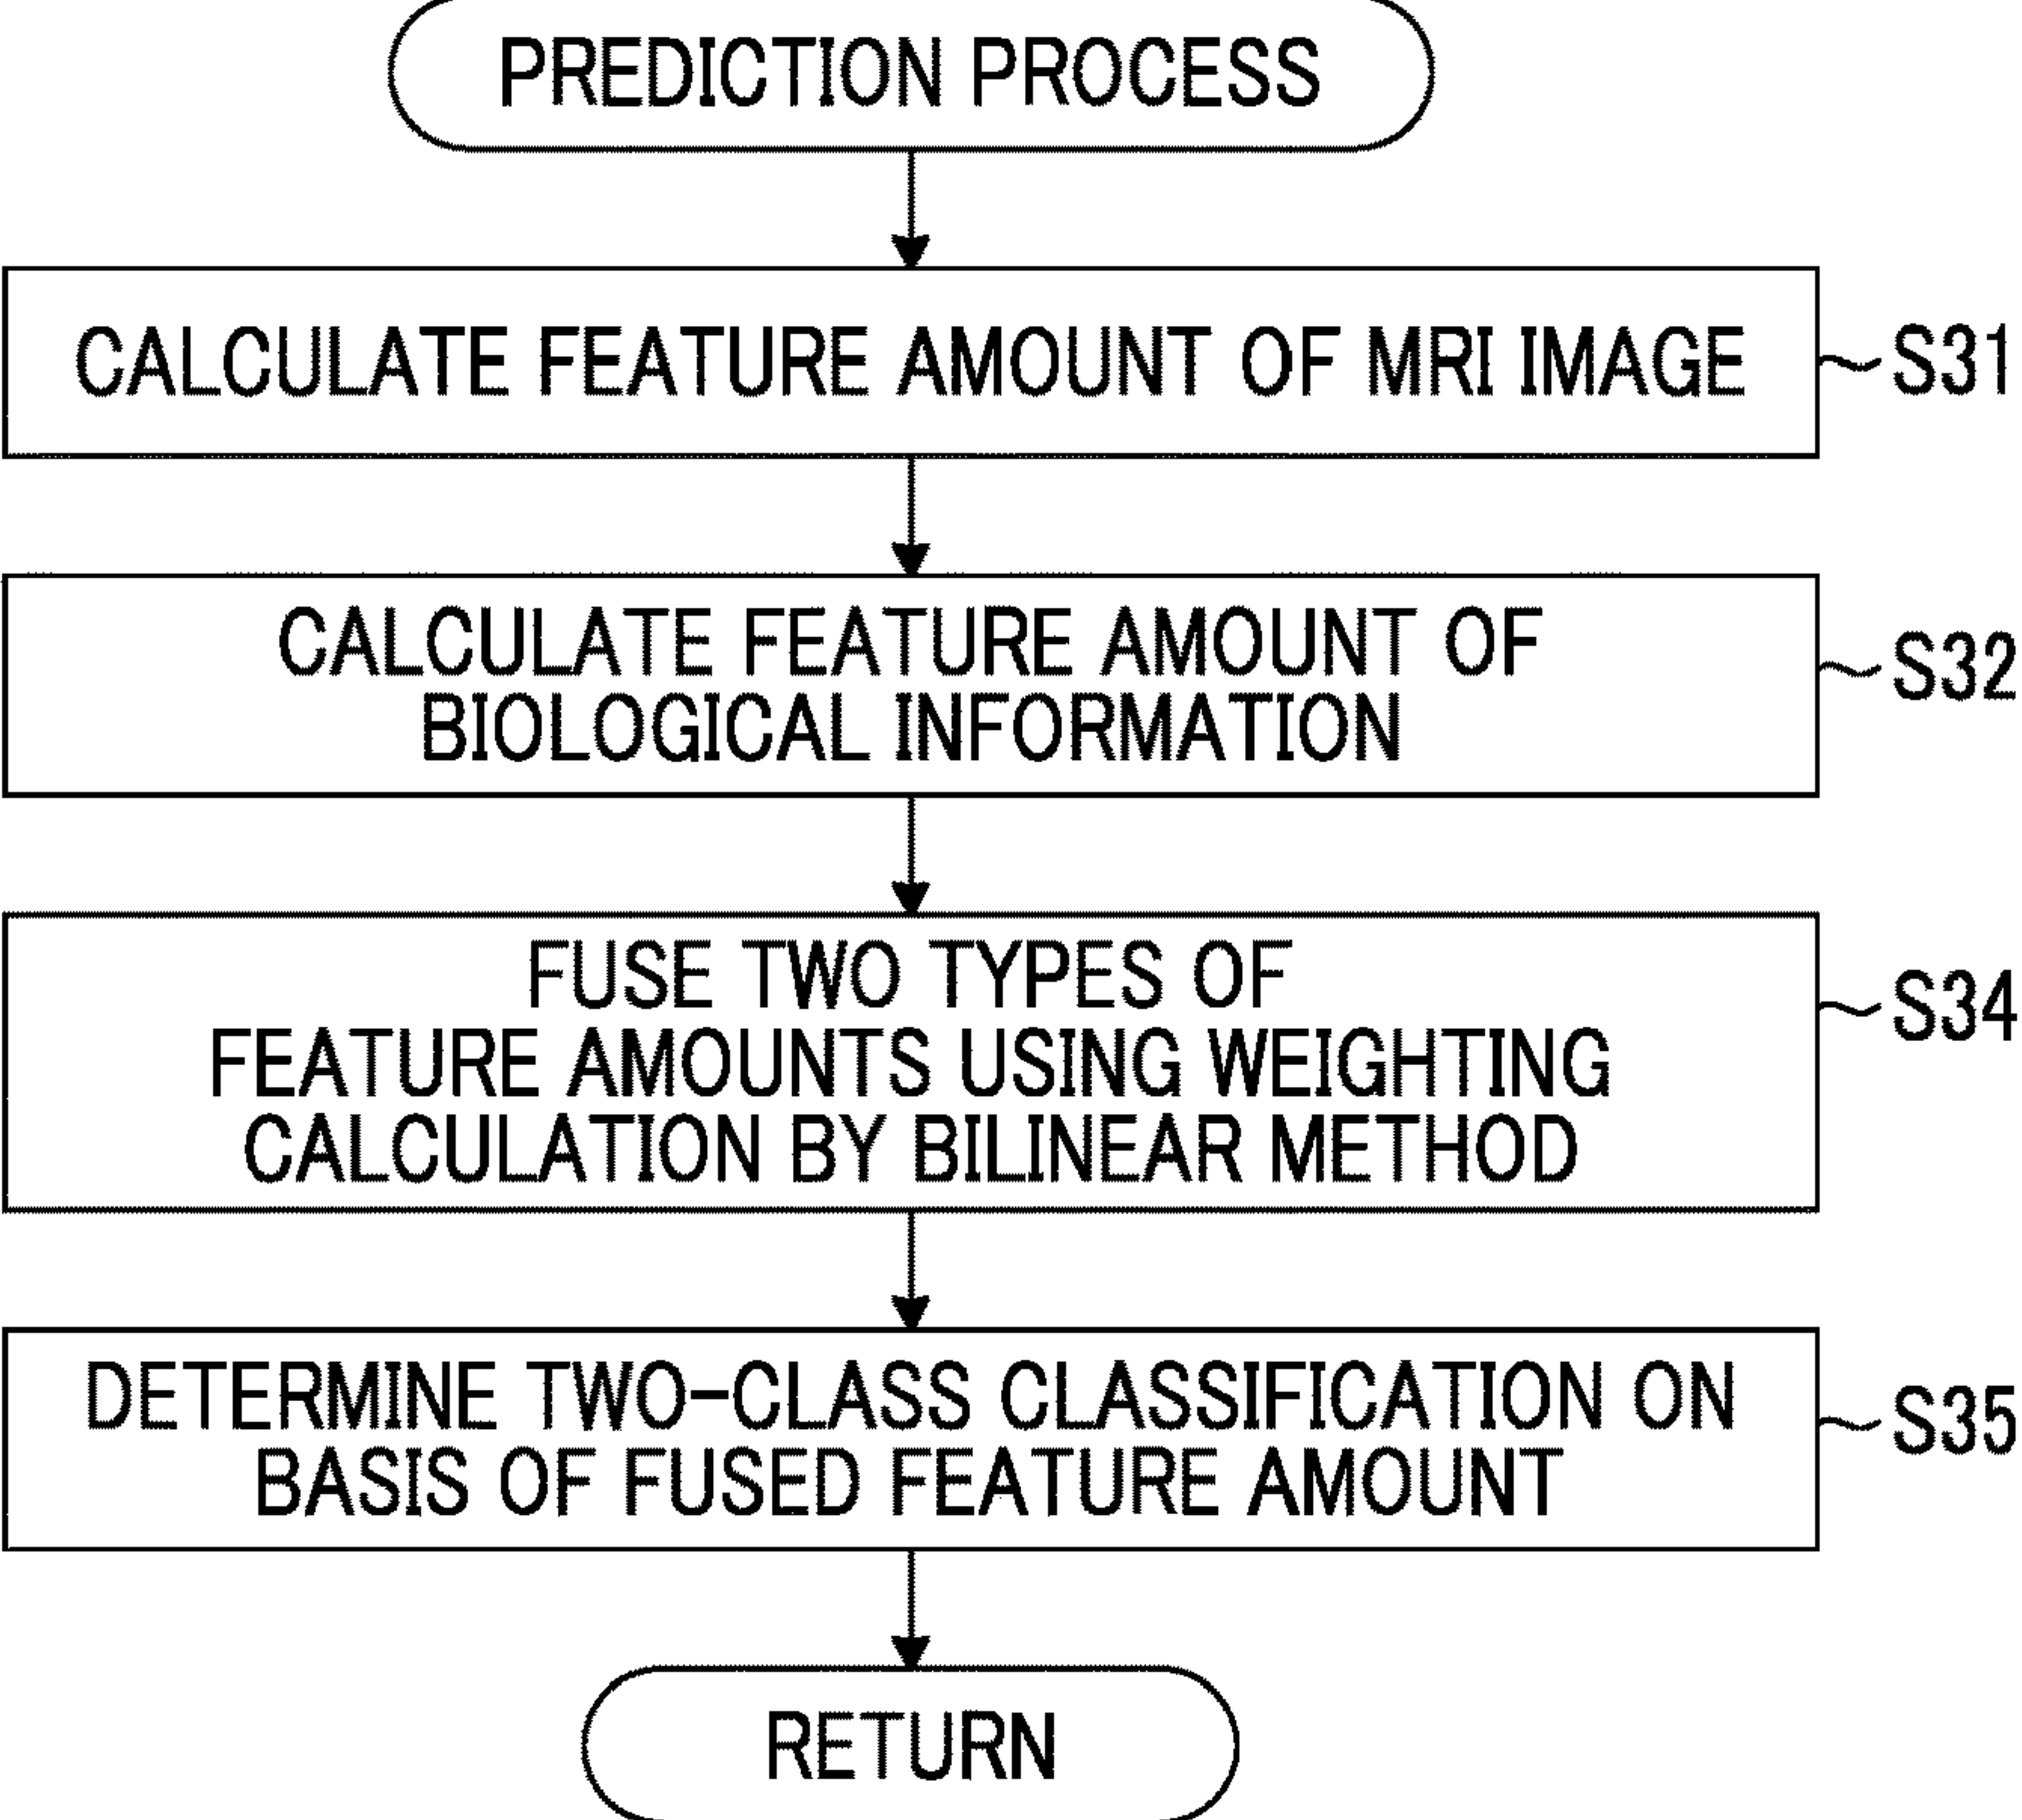 PREDICTION PROCESS
CALCULATE FEATURE AMOUNT OF MRI IMAGE
S31
CALCULATE FEATURE AMOUNT OF
BIOLOGICAL INFORMATION
S32
FUSE TWO TYPES OF
FEATURE AMOUNTS USING WEIGHTING
CALCULATION BY BILINEAR METHOD
S34
DETERMINE TWO-CLASS CLASSIFICATION ON
BASIS OF FUSED FEATURE AMOUNT
S35
RETURN